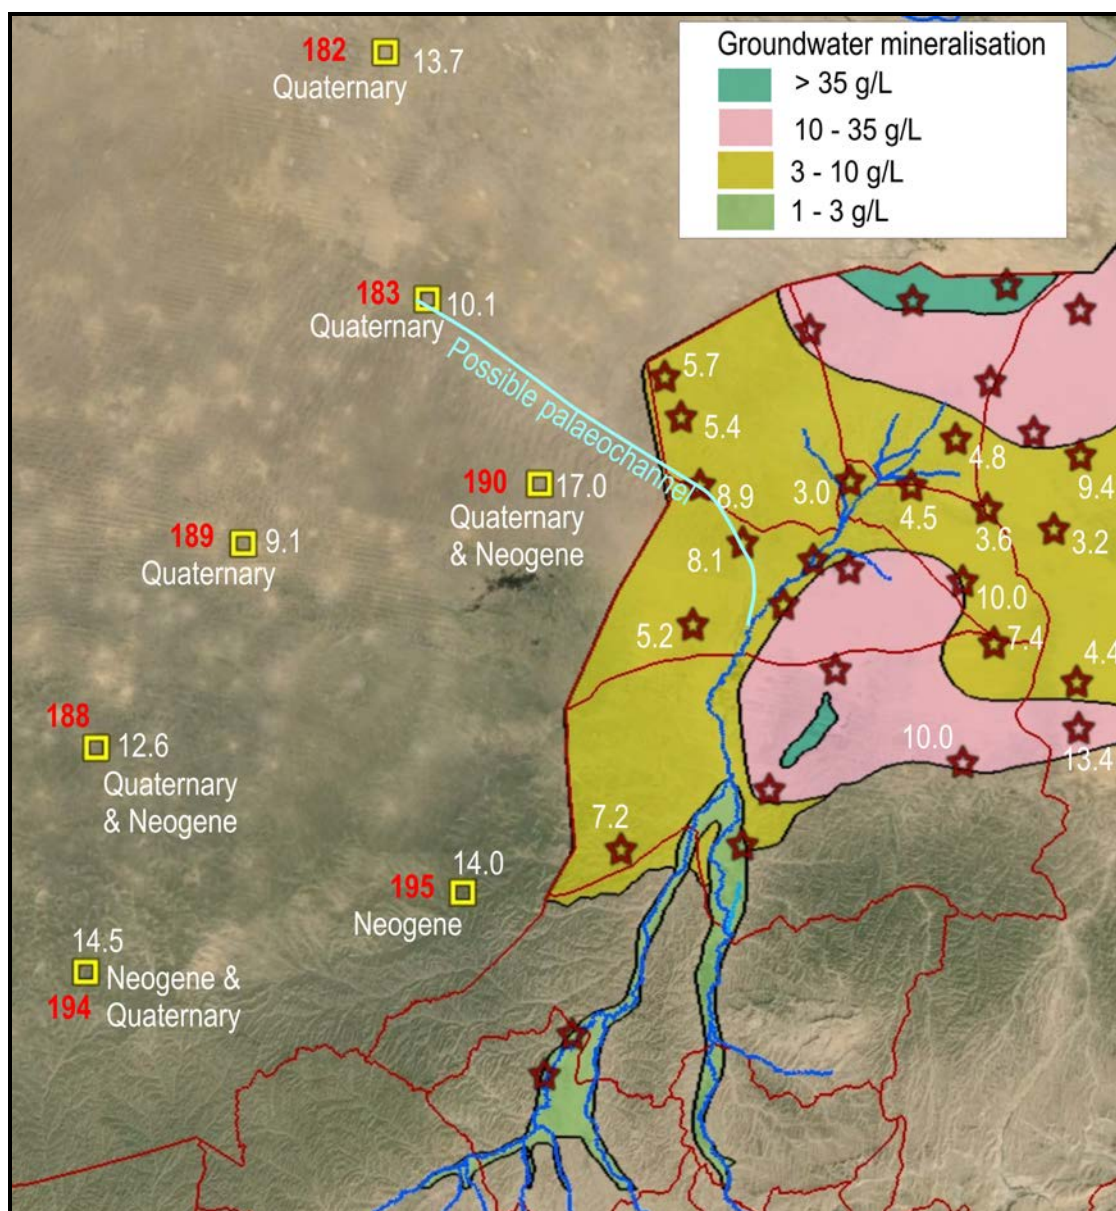 Groundwater mineralisation
> 35 g/L
10 - 35 g/L
3 - 10 g/L
1 - 3 g/L
182
13.7
Quaternary
183
10.1
Quaternary
Possible palaeochannel
5.7
5.4
8.9
8.1
5.2
3.0
4.8
4.5
9.4
3.6
3.2
10.0
7.4
4.4
190
17.0
Quaternary
& Neogene
189
9.1
Quaternary
188
12.6
Quaternary
& Neogene
10.0
13.4
7.2
14.0
195
Neogene
14.5
Neogene &
194
Quaternary